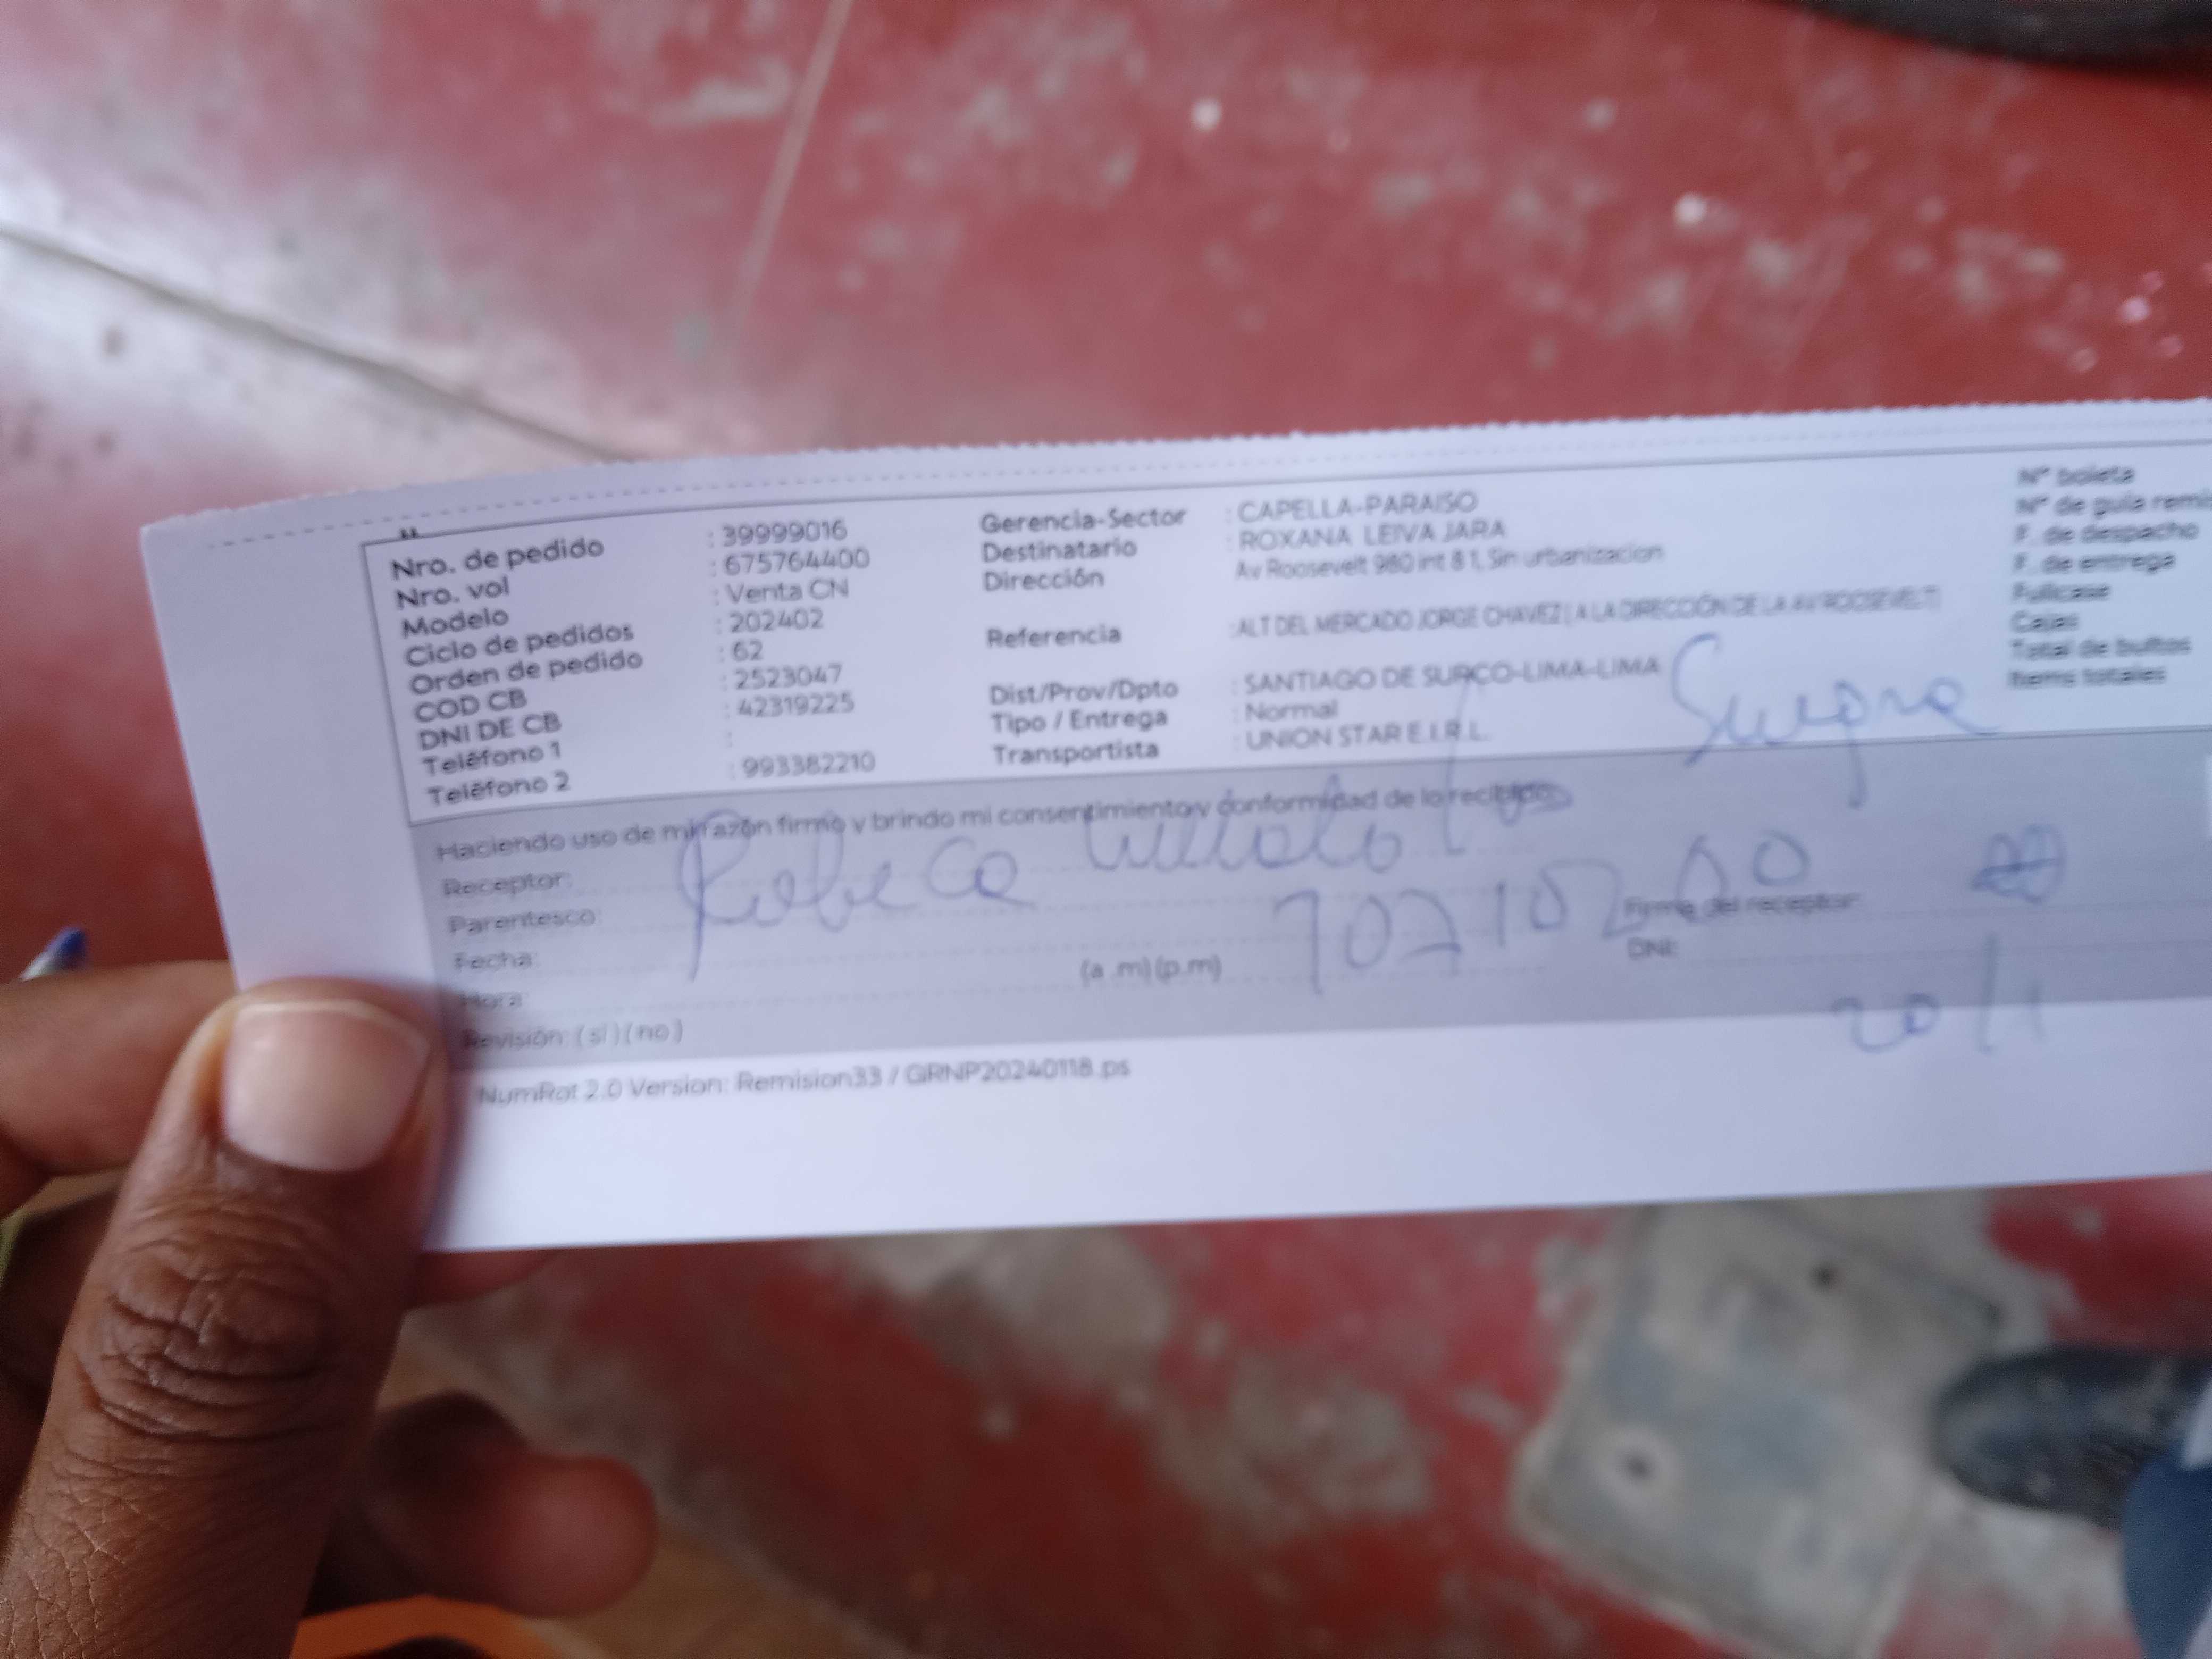 Nro. de pedido : 39999016
Nro. vol : 675764400
Modelo : Venta CN
Ciclo de pedidos : 202402
Orden de pedido : 62
COD CB : 2523047
DNI DE CB : 42319225
Teléfono 1 :
Teléfono 2 : 993382210
Gerencia-Sector : CAPELLA-PARAISO
Destinatario : ROXANA LEIVA JARA
Dirección Av Roosevelt 980 int 81, Sin urbanizacion
Referencia : ALT DEL MERCADO JORGE CHAVEZ ( A LA DIRECCIÓN DE LA AV ROOSEVELT)
Dist/Prov/Dpto : SANTIAGO DE SURCO-LIMA-LIMA
Tipo / Entrega : Normal
Transportista : UNION STAR E.I.R.L.
N° boleta
N° de guía remi
F. de despacho
F. de entrega
Fullcase
Cajas
Total de bultos
Items totales
Suegra
Haciendo uso de mi razón firmo y brindo mi consentimiento y conformidad de lo recibido:
Receptor: Rebeca
Parentesco:
Fecha:
Hora: (a .m) (p.m)
Revisión: ( si ) ( no )
Firma del receptor:
DNI:
20/1
NumRot 2.0 Version: Remision33 / GRNP20240118.ps